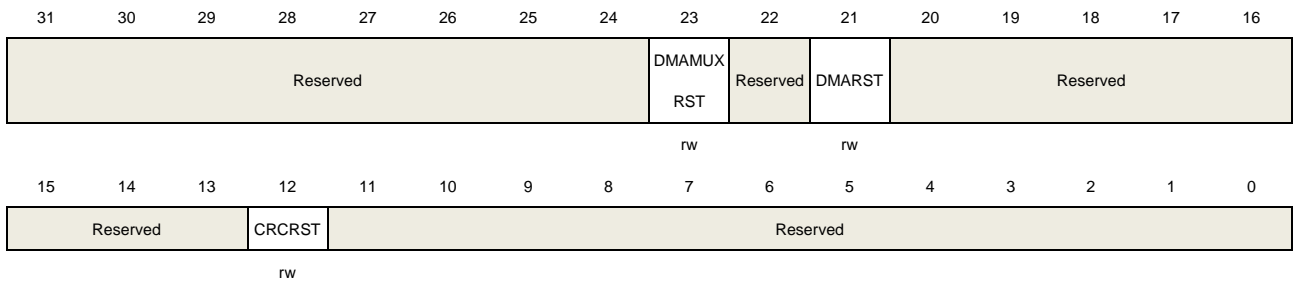 31 30 29 28 27 26 25 24 23 22 21 20 19 18 17 16
Reserved DMAMUX RST Reserved DMARST Reserved
rw rw
15 14 13 12 11 10 9 8 7 6 5 4 3 2 1 0
Reserved CRCRST Reserved
rw